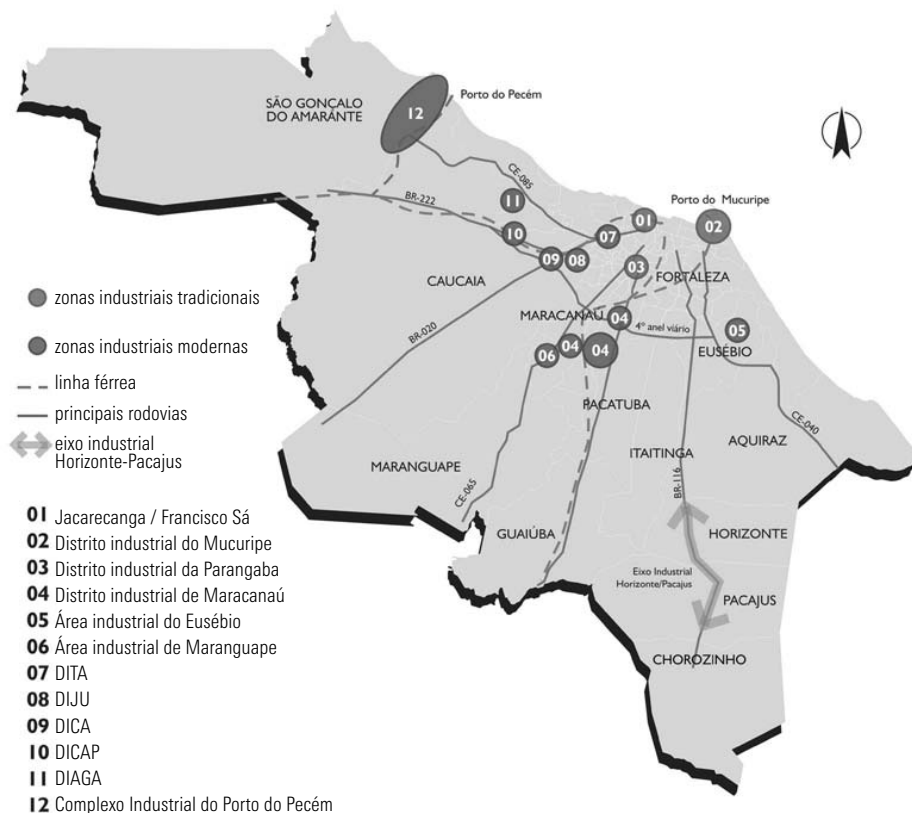 Porto do Pecém
SÃO GONÇALO
DO AMARANTE
12
CE-085
BR-222
11
Porto do Mucuripe
01
02
10
07
09
08
03
FORTALEZA
CAUCAIA
zonas industriais tradicionais
MARACANAÚ
04
4º anel viário
05
BR-020
zonas industriais modernas
06
04
04
EUSÉBIO
linha férrea
principais rodovias
PACATUBA
eixo industrial
Horizonte-Pacajus
CE-040
AQUIRAZ
ITAITINGA
MARANGUAPE
CE-065
BR-116
GUAIÚBA
HORIZONTE
Eixo Industrial
Horizonte/Pacajus
PACAJUS
CHOROZINHO
01 Jacarecanga / Francisco Sá
02 Distrito industrial do Mucuripe
03 Distrito industrial da Parangaba
04 Distrito industrial de Maracanaú
05 Área industrial do Eusébio
06 Área industrial de Maranguape
07 DITA
08 DIJU
09 DICA
10 DICAP
11 DIAGA
12 Complexo Industrial do Porto do Pecém